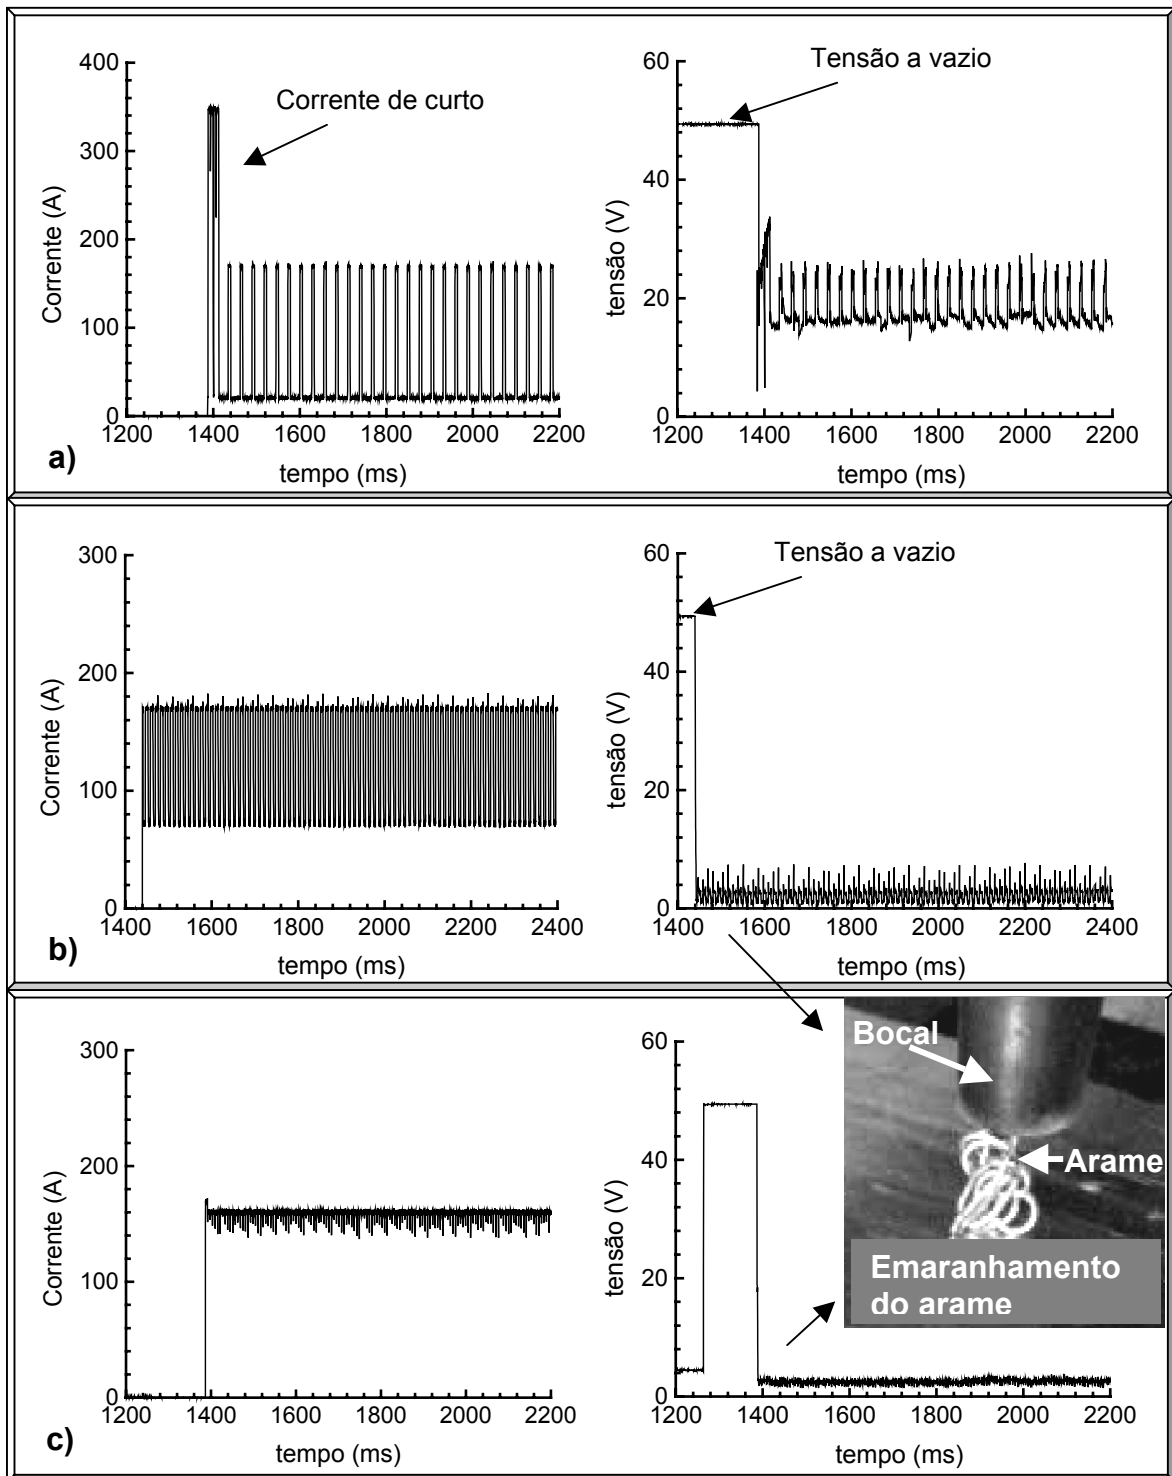 400
300
200
100
0
1200 1400 1600 1800 2000 2200
Corrente (A)
tempo (ms)
Corrente de curto
60
40
20
0
1200 1400 1600 1800 2000 2200
tensão (V)
tempo (ms)
Tensão a vazio
a)
300
200
100
0
1400 1600 1800 2000 2200 2400
Corrente (A)
tempo (ms)
60
40
20
0
1400 1600 1800 2000 2200 2400
tensão (V)
tempo (ms)
Tensão a vazio
b)
300
200
100
0
1200 1400 1600 1800 2000 2200
Corrente (A)
tempo (ms)
60
40
20
0
1200 1400 1600 1800 2000 2200
tensão (V)
tempo (ms)
Bocal
Arame
Emaranhamento
do arame
c)